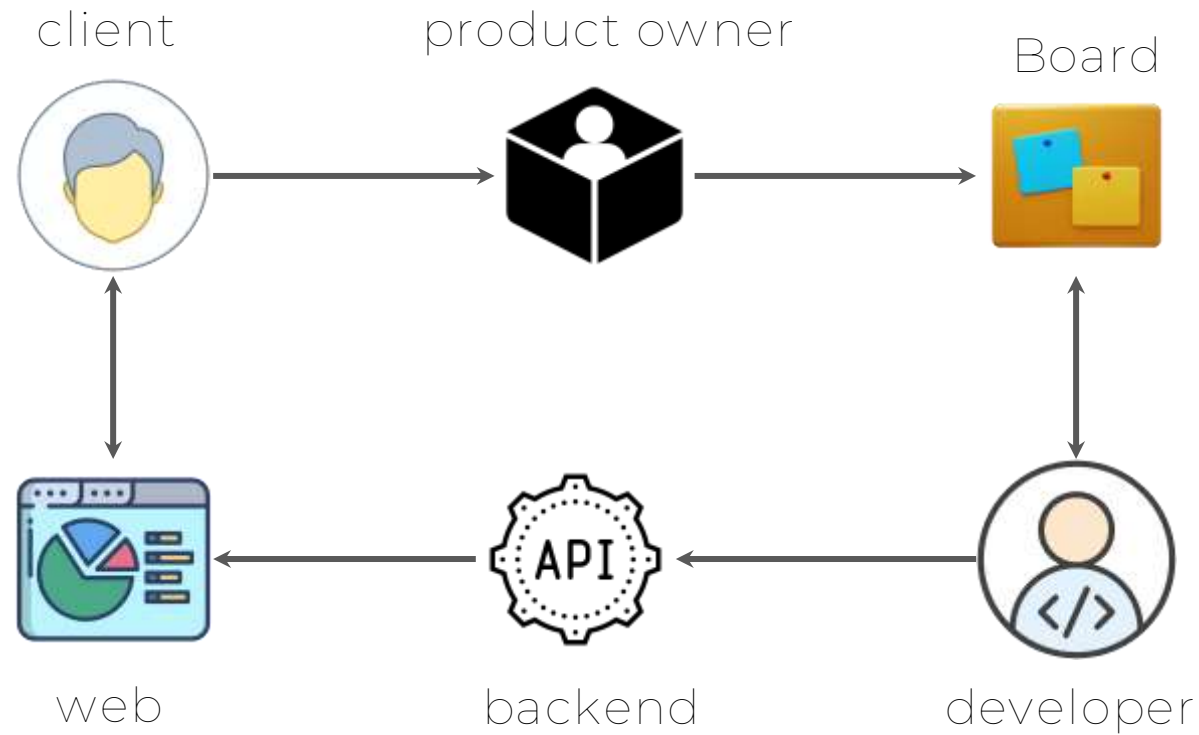 client
product owner
Board
API
</>
web
backend
developer